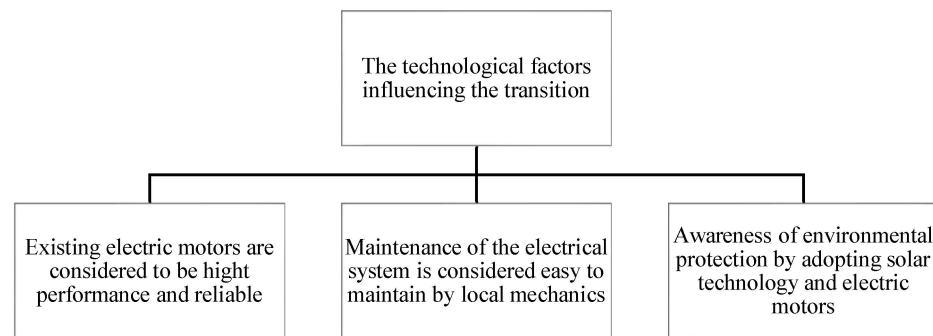 The technological factors
influencing the transition
Existing electric motors are
considered to be hight
performance and reliable
Maintenance of the electrical
system is considered easy to
maintain by local mechanics
Awareness of environmental
protection by adopting solar
technology and electric
motors